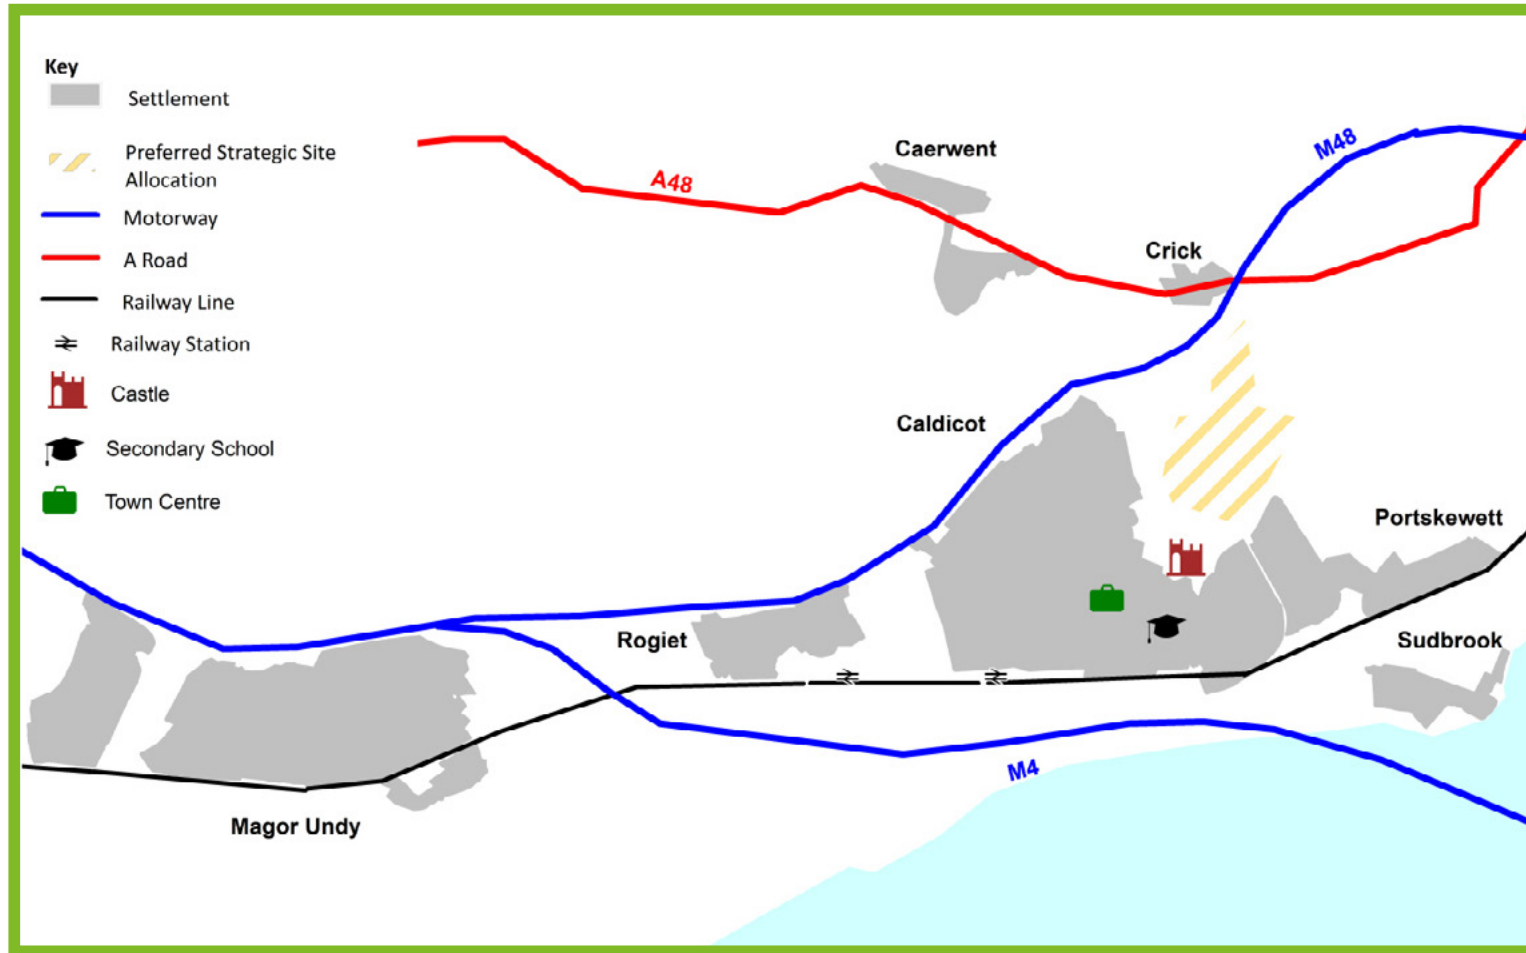 Key
Settlement
Preferred Strategic Site
Allocation
Motorway
A Road
Railway Line
Railway Station
Castle
Secondary School
Town Centre
Caerwent
M48
A48
Crick
Caldicot
Portskewett
Rogiet
Sudbrook
M4
Magor Undy